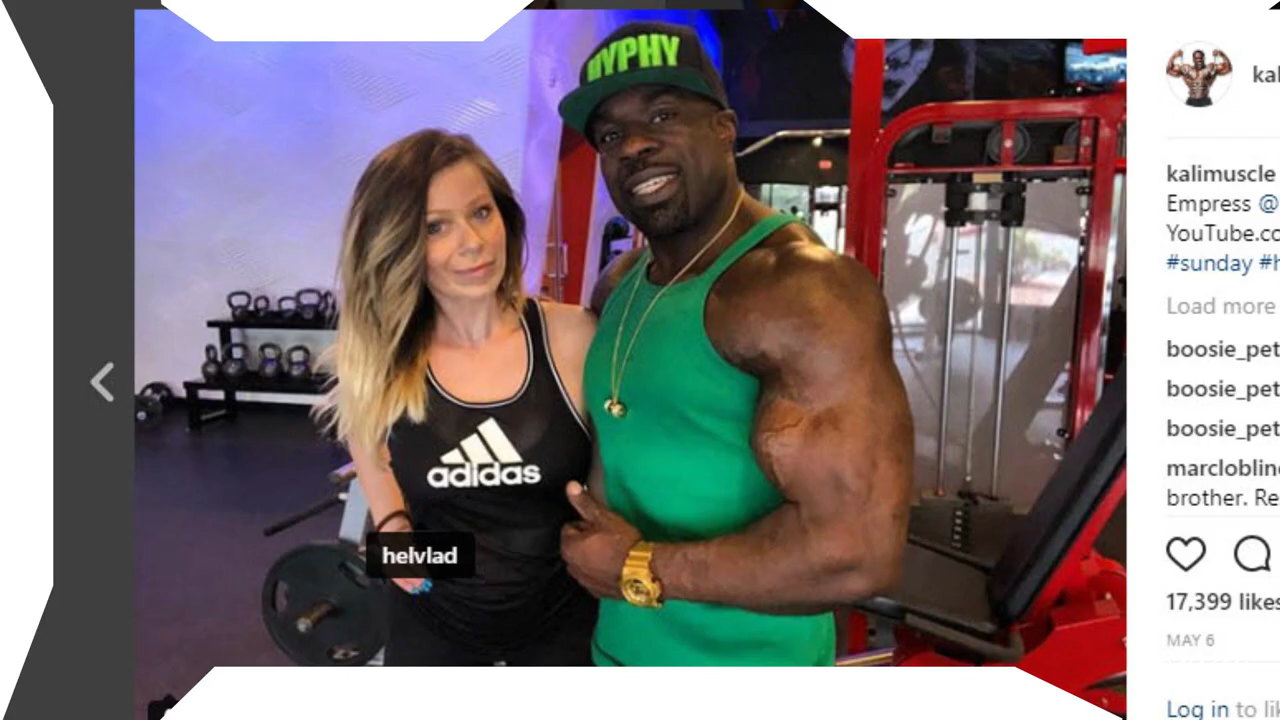 HYPHY
adidas
helvlad
kal
kalimuscle
Empress @
YouTube.co
#sunday #h
Load more
boosie_pet
boosie_pet
boosie_pet
marcloblin
brother. Re
17,399 likes
MAY 6
Log in to lik